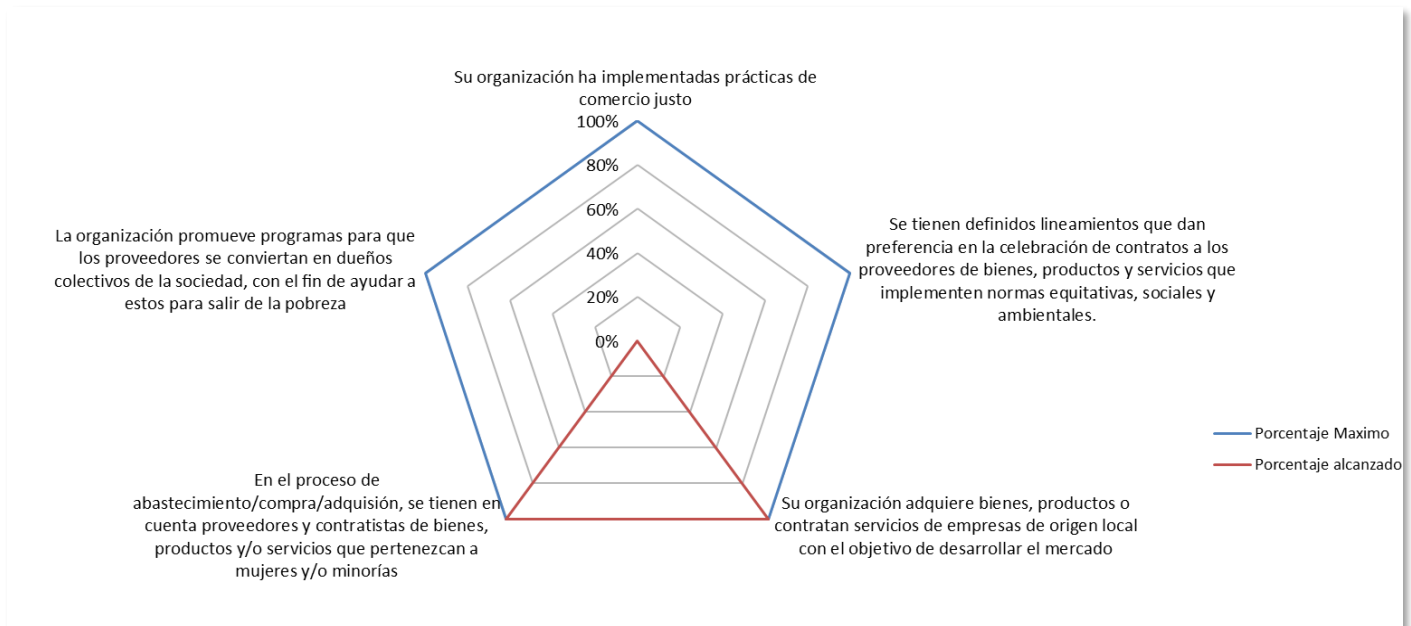 Su organización ha implementadas prácticas de
comercio justo
100%
80%
60%
40%
20%
0%
Se tienen definidos lineamientos que dan
preferencia en la celebración de contratos a los
proveedores de bienes, productos y servicios que
implementen normas equitativas, sociales y
ambientales.
Su organización adquiere bienes, productos o
contratan servicios de empresas de origen local
con el objetivo de desarrollar el mercado
En el proceso de
abastecimiento/compra/adquisión, se tienen en
cuenta proveedores y contratistas de bienes,
productos y/o servicios que pertenezcan a
mujeres y/o minorías
La organización promueve programas para que
los proveedores se conviertan en dueños
colectivos de la sociedad, con el fin de ayudar a
estos para salir de la pobreza
Porcentaje Maximo
Porcentaje alcanzado